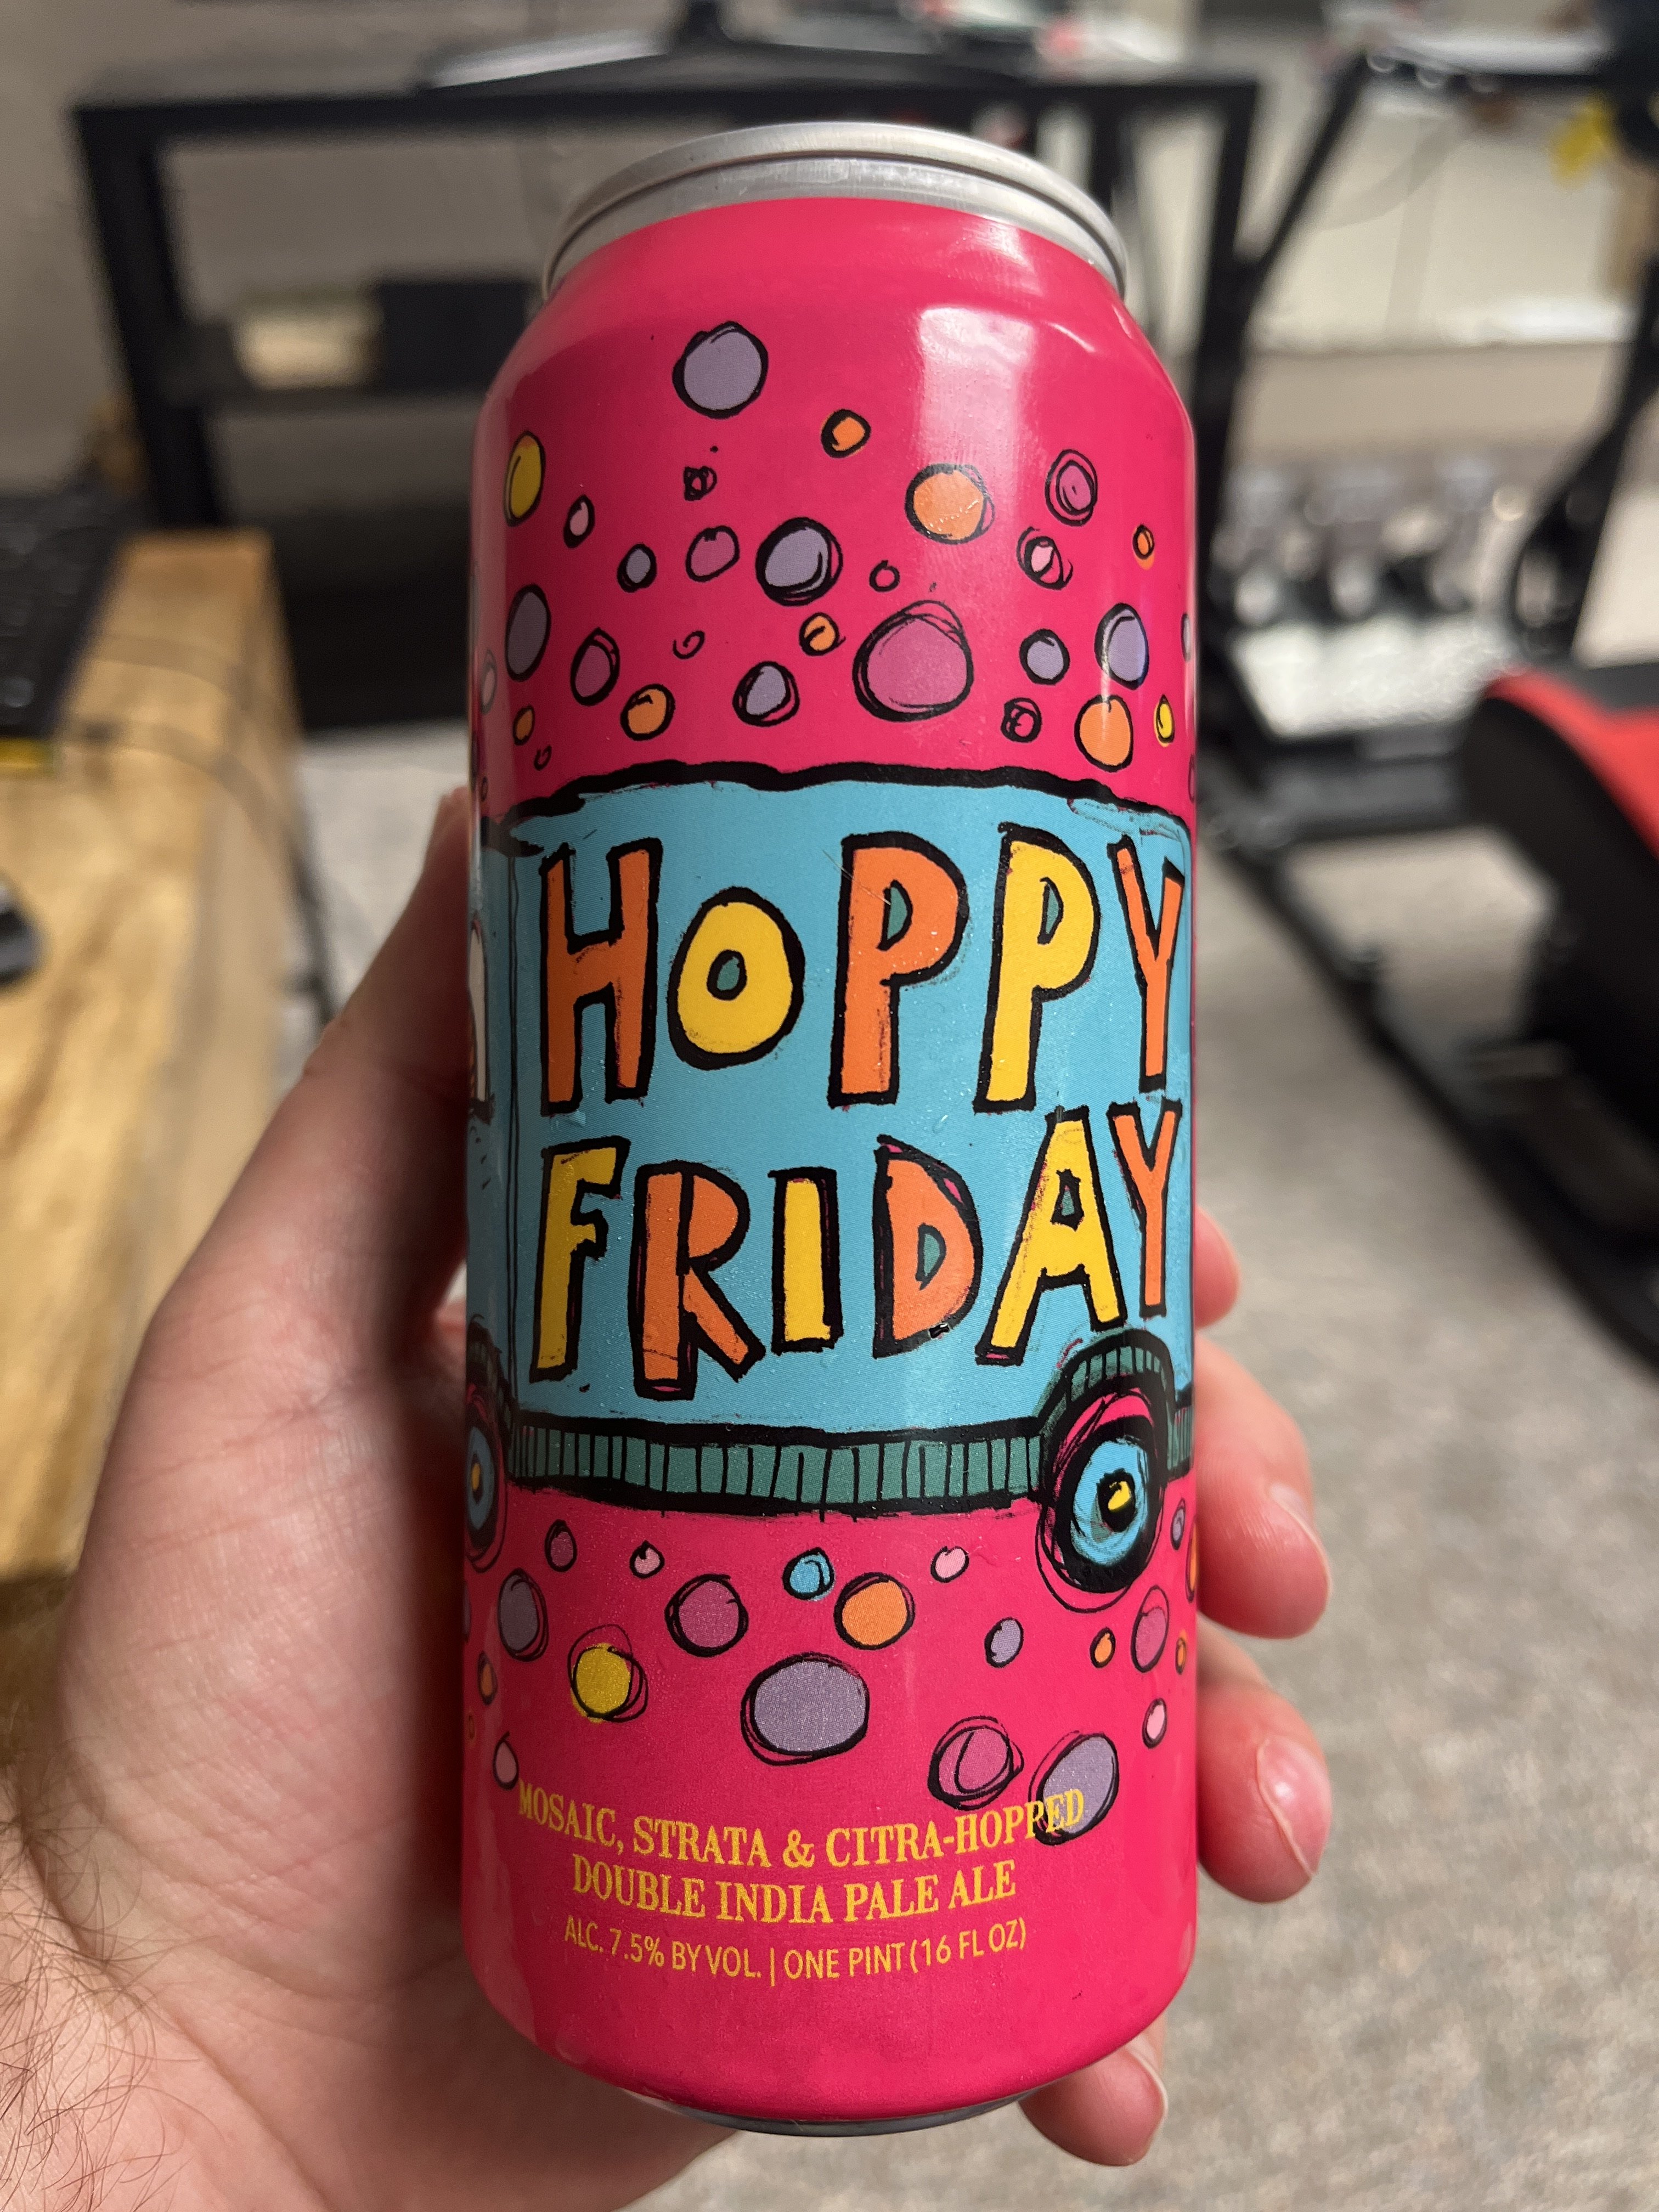 HOPPY
FRIDAY
MOSAIC, STRATA & CITRA-HOPPED
DOUBLE INDIA PALE ALE
ALC. 7.5% BY VOL. | ONE PINT (16 FL OZ)